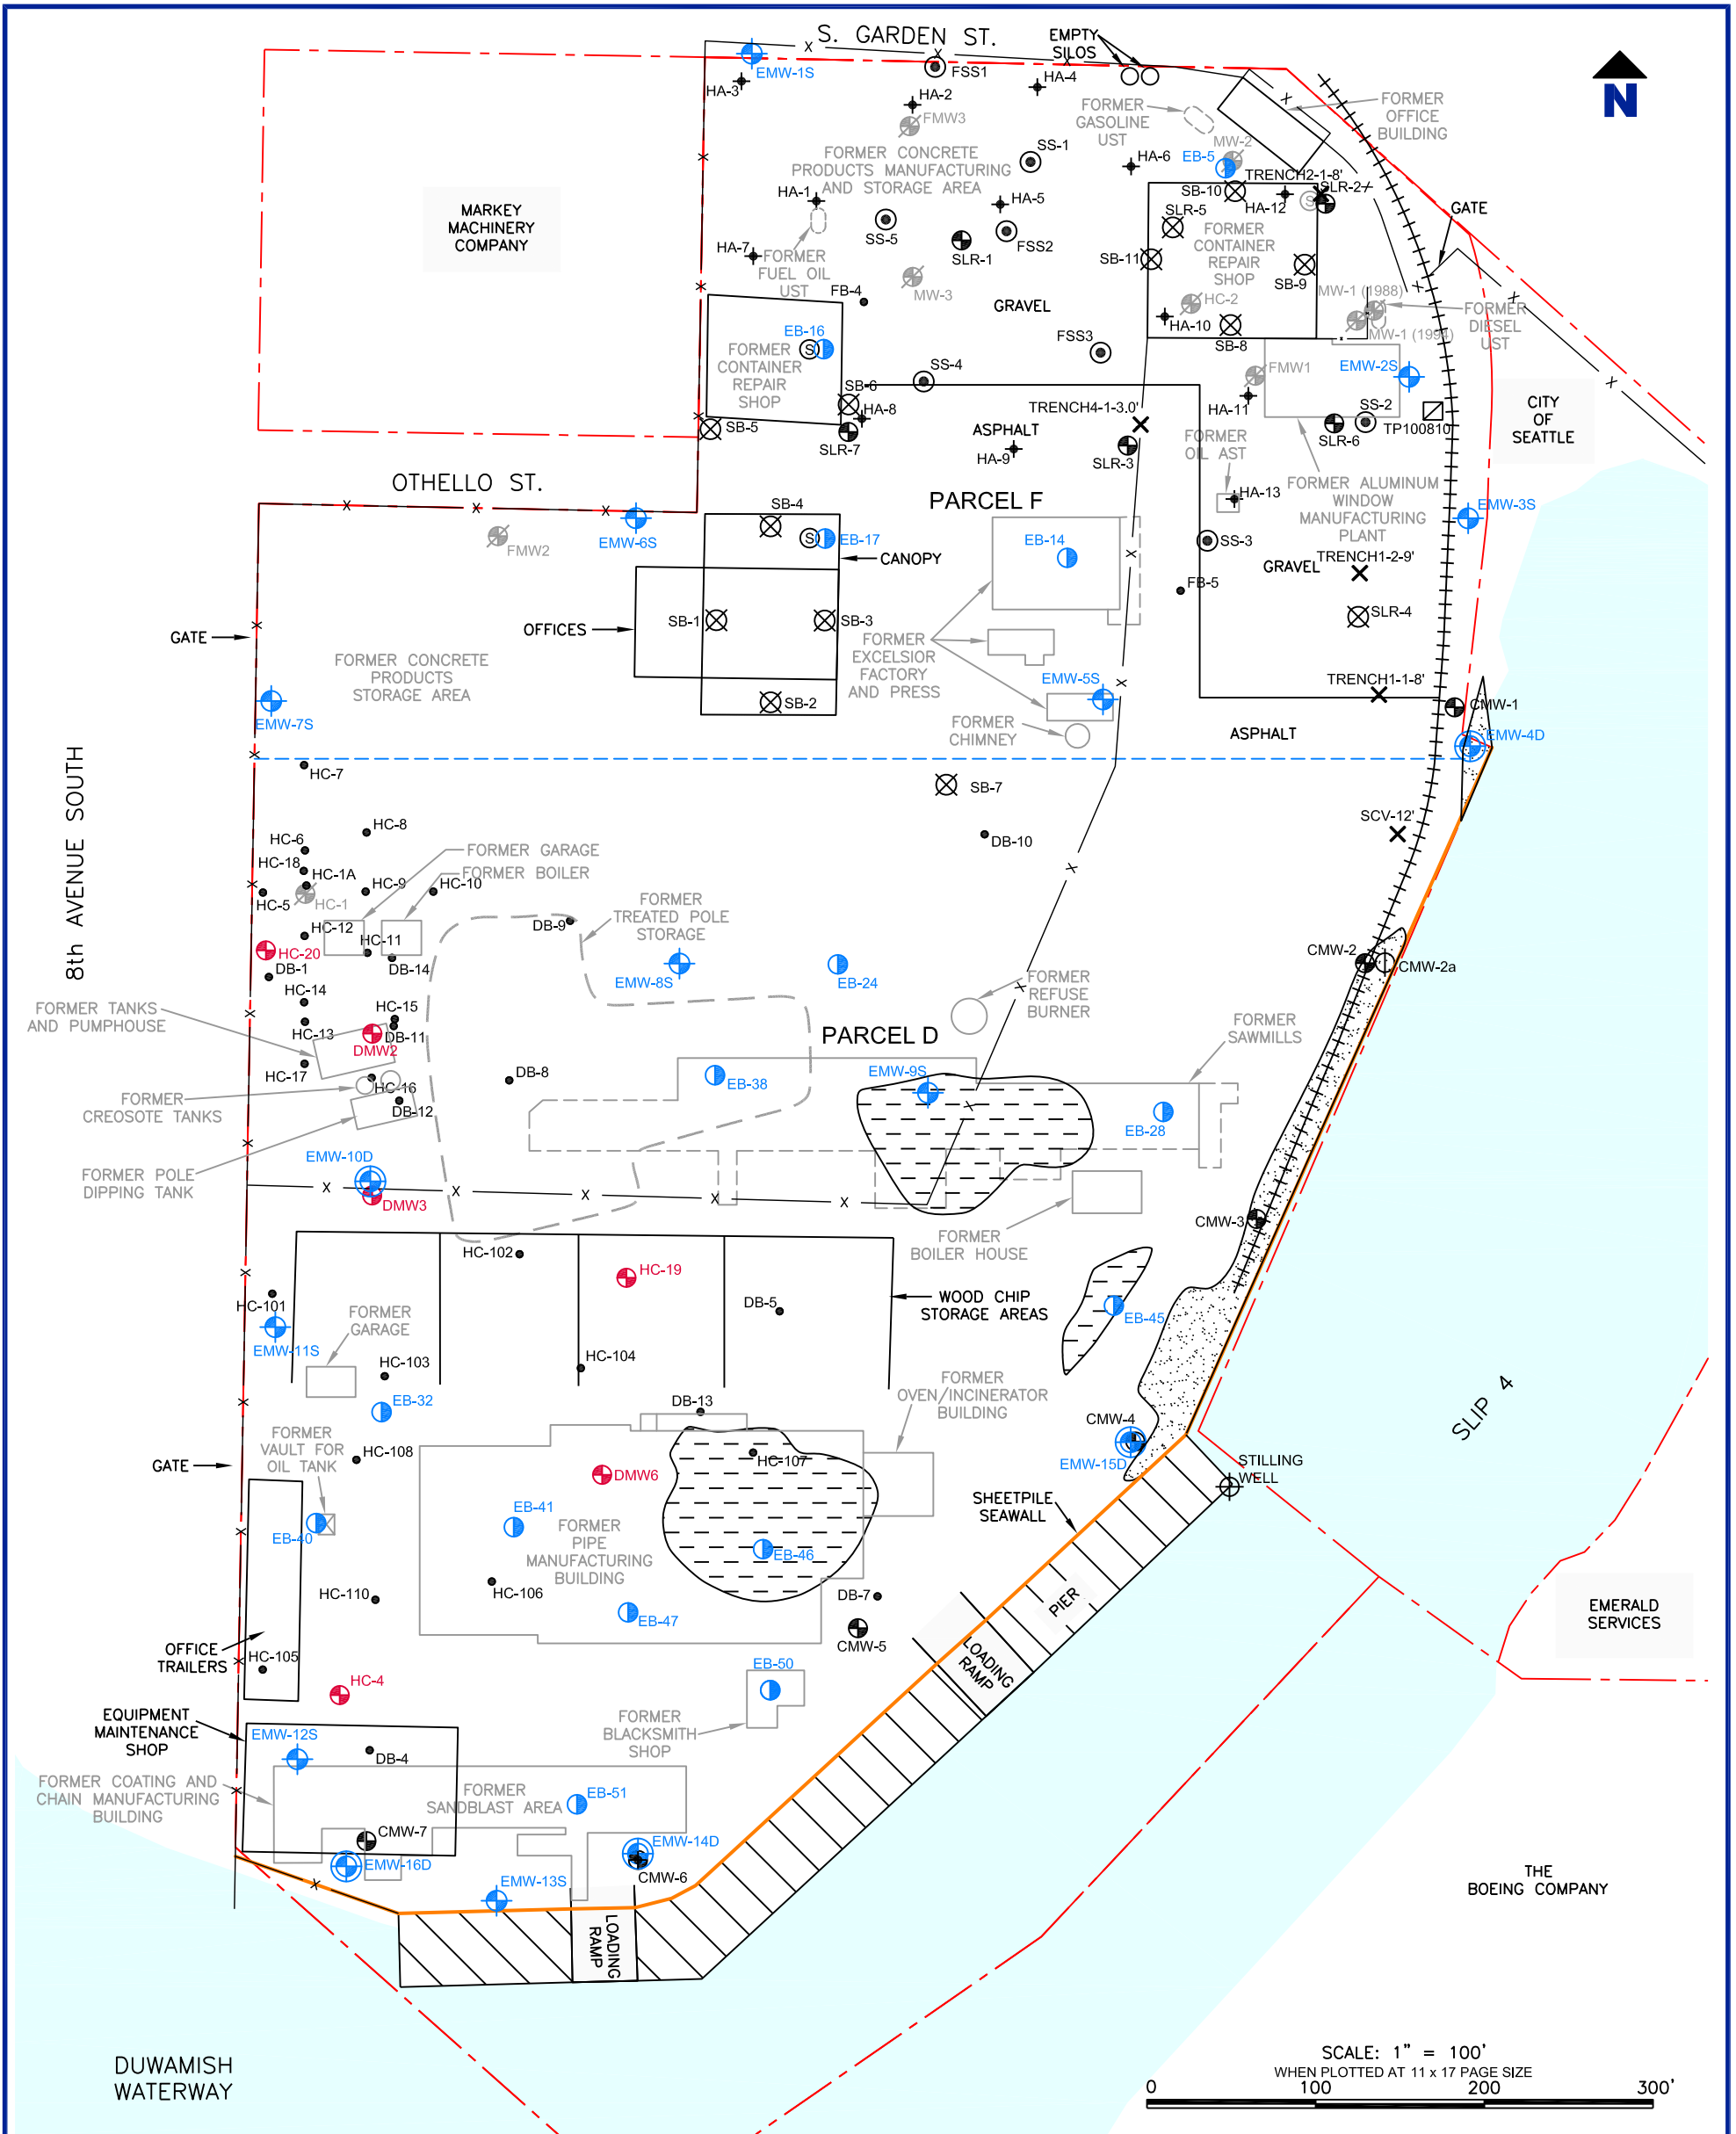 S. GARDEN ST.
EMPTY
SILOS
N
EMW-1S
HA-3
FSS1
HA-4
HA-2
FMW3
FORMER
GASOLINE
UST
FORMER
OFFICE
BUILDING
MW-2
EB-5
SS-1
HA-6
FORMER CONCRETE
PRODUCTS MANUFACTURING
AND STORAGE AREA
TRENCH2-1-8'
SLR-2
SB-10
HA-12
S
HA-1
HA-5
MARKEY
MACHINERY
COMPANY
GATE
SLR-5
SS-5
FSS2
SLR-1
FORMER
CONTAINER
REPAIR
SHOP
HA-7
FORMER
FUEL OIL
UST
SB-11
SB-9
MW-3
FB-4
GRAVEL
HC-2
MW-1 (1988)
MW-1 (1994)
FORMER
DIESEL
UST
HA-10
SB-8
EB-16
S
FORMER
CONTAINER
REPAIR
SHOP
FSS3
SS-4
FMW1
EMW-2S
SB-6
HA-8
HA-11
SB-5
SLR-7
TRENCH4-1-3.0'
ASPHALT
HA-9
SLR-3
SS-2
TP100810
SLR-6
CITY
OF
SEATTLE
FORMER
OIL AST
HA-13
FORMER ALUMINUM
WINDOW
MANUFACTURING
PLANT
OTHELLO ST.
PARCEL F
SB-4
FMW2
EMW-6S
S
EB-17
EB-14
SS-3
EMW-3S
CANOPY
GRAVEL
TRENCH1-2-9'
FB-5
GATE
OFFICES
SB-1
SB-3
SLR-4
FORMER
EXCELSIOR
FACTORY
AND PRESS
FORMER CONCRETE
PRODUCTS
STORAGE AREA
EMW-5S
TRENCH1-1-8'
SB-2
EMW-7S
CMW-1
FORMER
CHIMNEY
ASPHALT
EMW-4D
8th AVENUE SOUTH
HC-7
SB-7
HC-8
DB-10
SCV-12'
HC-6
FORMER GARAGE
HC-18
HC-1A
FORMER BOILER
HC-9
HC-10
HC-5
HC-1
FORMER
TREATED POLE
STORAGE
DB-9
HC-12
HC-11
HC-20
DB-14
CMW-2
CMW-2a
DB-1
EMW-8S
EB-24
FORMER
REFUSE
BURNER
FORMER TANKS
AND PUMPHOUSE
HC-14
HC-15
HC-13
DB-11
DMW2
PARCEL D
FORMER
SAWMILLS
HC-17
HC-16
DB-8
EB-38
EMW-9S
FORMER
CREOSOTE TANKS
DB-12
EB-28
EMW-10D
FORMER POLE
DIPPING TANK
DMW3
CMW-3
FORMER
BOILER HOUSE
HC-102
HC-19
HC-101
DB-5
WOOD CHIP
STORAGE AREAS
EB-45
EMW-11S
FORMER
GARAGE
HC-103
HC-104
FORMER
OVEN/INCINERATOR
BUILDING
EB-32
DB-13
CMW-4
SLIP 4
FORMER
VAULT FOR
OIL TANK
HC-108
HC-107
EMW-15D
STILLING
WELL
GATE
DMW6
SHEETPILE
SEAWALL
EB-41
EB-40
FORMER
PIPE
MANUFACTURING
BUILDING
EB-46
HC-106
HC-110
DB-7
PIER
EMERALD
SERVICES
EB-47
CMW-5
OFFICE
TRAILERS
HC-105
LOADING
RAMP
EB-50
HC-4
FORMER
BLACKSMITH
SHOP
EQUIPMENT
MAINTENANCE
SHOP
EMW-12S
DB-4
FORMER COATING AND
CHAIN MANUFACTURING
BUILDING
FORMER
SANDBLAST AREA
EB-51
CMW-7
EMW-14D
EMW-16D
CMW-6
EMW-13S
THE
BOEING COMPANY
LOADING
RAMP
DUWAMISH
WATERWAY
SCALE: 1" = 100'
WHEN PLOTTED AT 11 x 17 PAGE SIZE
0 100 200 300'